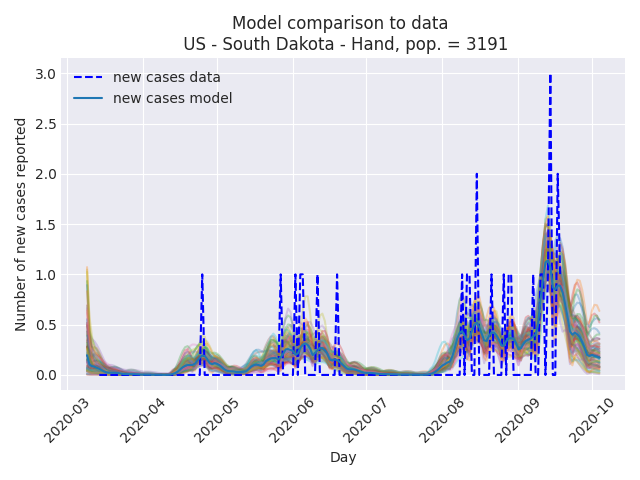 Model comparison to data
US - South Dakota - Hand, pop. = 3191
new cases data
new cases model
Number of new cases reported
3.0
2.5
2.0
1.5
1.0
0.5
0.0
2020-03
2020-04
2020-05
2020-06
2020-07
2020-08
2020-09
2020-10
Day